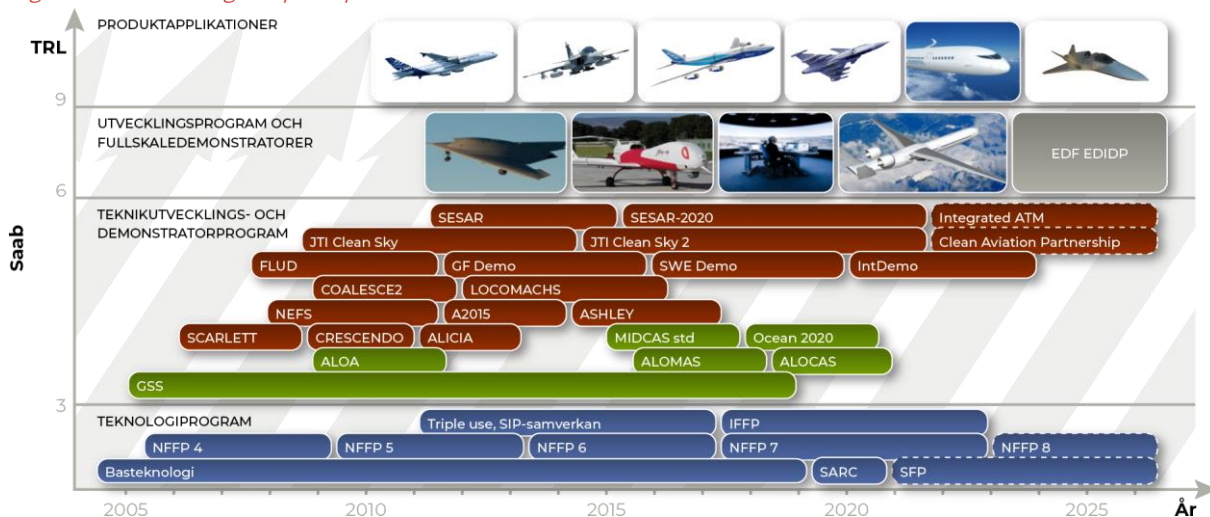 PRODUKTAPPLIKATIONER
TRL
9
UTVECKLINGSPROGRAM OCH
FULLSKALEDEMONSTRATORER
EDF EDIDP
6
TEKNIKUTVECKLINGS- OCH
DEMONSTRATORPROGRAM
SESAR
SESAR-2020
Integrated ATM
JTI Clean Sky
JTI Clean Sky 2
Clean Aviation Partnership
Saab
FLUD
GF Demo
SWE Demo
IntDemo
COALESCE2
LOCOMACHS
NEFS
A2015
ASHLEY
SCARLETT
CRESCENDO
ALICIA
MIDCAS std
Ocean 2020
ALOA
ALOMAS
ALOCAS
GSS
3
TEKNOLOGIPROGRAM
Triple use, SIP-samverkan
IFFP
NFFP 4
NFFP 5
NFFP 6
NFFP 7
NFFP 8
Basteknologi
SARC
SFP
2005
2010
2015
2020
2025
År